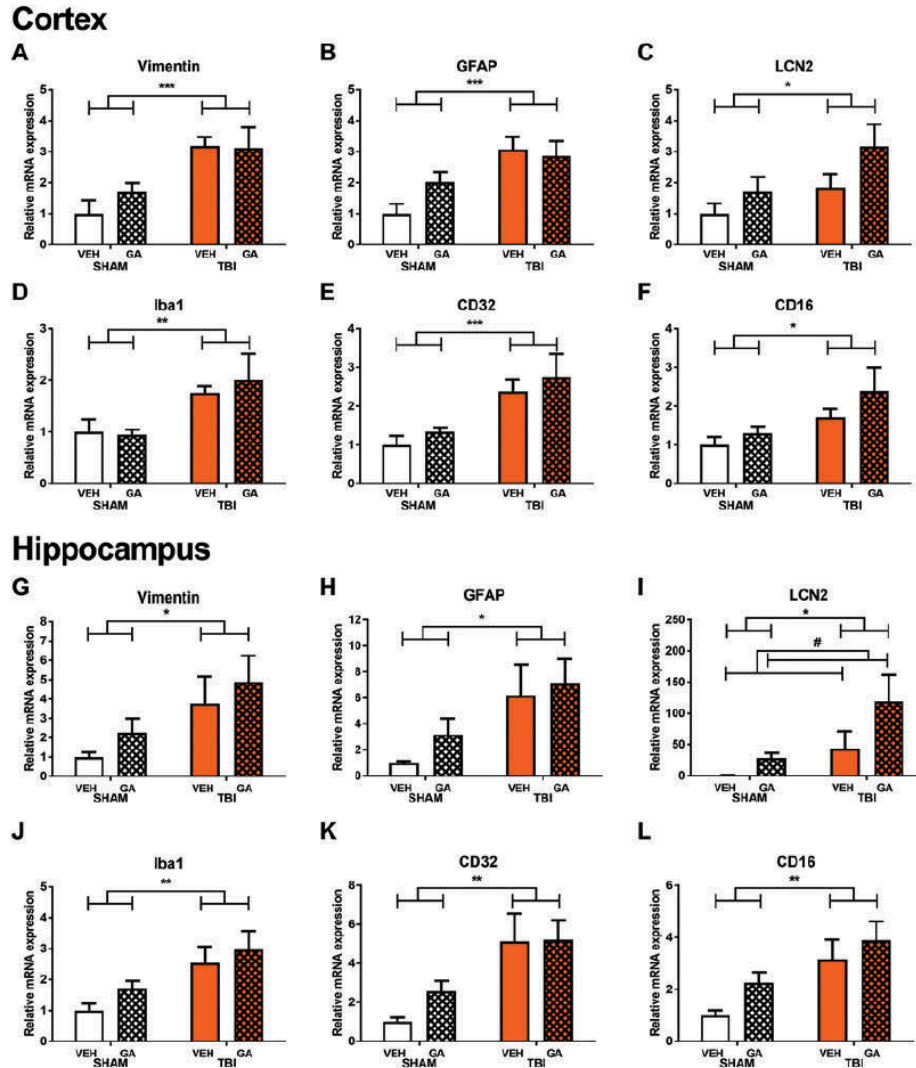 Cortex
A
Vimentin
Relative mRNA expression
5
4
3
2
1
0
***
VEH GA VEH GA
SHAM TBI
B
GFAP
Relative mRNA expression
5
4
3
2
1
0
***
VEH GA VEH GA
SHAM TBI
C
LCN2
Relative mRNA expression
5
4
3
2
1
0
*
VEH GA VEH GA
SHAM TBI
D
Iba1
Relative mRNA expression
3
2
1
0
**
VEH GA VEH GA
SHAM TBI
E
CD32
Relative mRNA expression
4
3
2
1
0
***
VEH GA VEH GA
SHAM TBI
F
CD16
Relative mRNA expression
4
3
2
1
0
*
VEH GA VEH GA
SHAM TBI
Hippocampus
G
Vimentin
Relative mRNA expression
8
7
6
5
4
3
2
1
0
*
VEH GA VEH GA
SHAM TBI
H
GFAP
Relative mRNA expression
12
10
8
6
4
2
0
*
VEH GA VEH GA
SHAM TBI
I
LCN2
Relative mRNA expression
250
200
150
100
50
0
*
#
VEH GA VEH GA
SHAM TBI
J
Iba1
Relative mRNA expression
5
4
3
2
1
0
**
VEH GA VEH GA
SHAM TBI
K
CD32
Relative mRNA expression
8
6
4
2
0
**
VEH GA VEH GA
SHAM TBI
L
CD16
Relative mRNA expression
6
4
2
0
**
VEH GA VEH GA
SHAM TBI